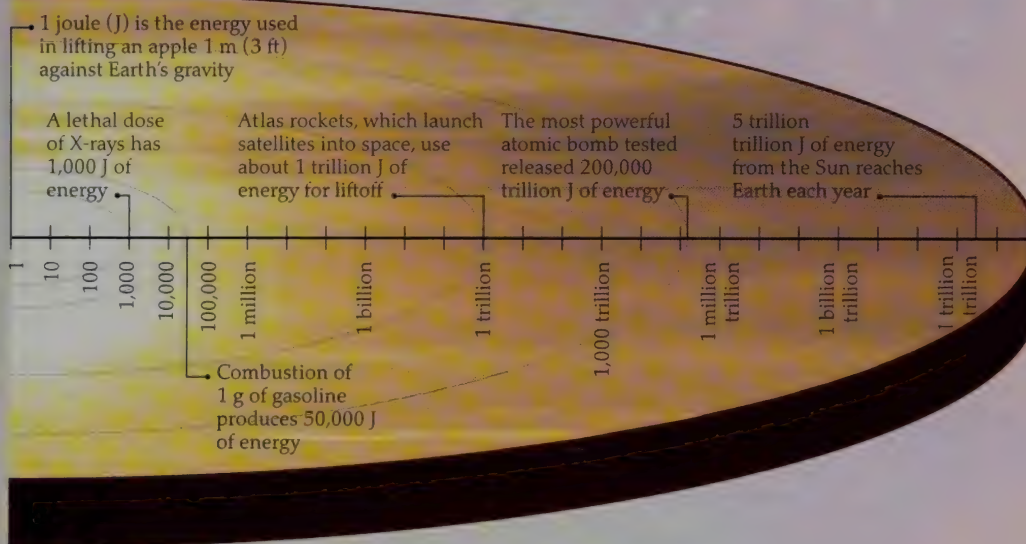 1 joule (J) is the energy used
in lifting an apple 1 m (3 ft)
against Earth's gravity
A lethal dose
of X-rays has
1,000 J of
energy
Atlas rockets, which launch
satellites into space, use
about 1 trillion J of
energy for liftoff
The most powerful
atomic bomb tested
released 200,000
trillion J of energy
5 trillion
trillion J of energy
from the Sun reaches
Earth each year
1
10
100
1,000
10,000
100,000
1 million
1 billion
1 trillion
1,000 trillion
1 million
trillion
1 billion
trillion
1 trillion
trillion
Combustion of
1 g of gasoline
produces 50,000 J
of energy